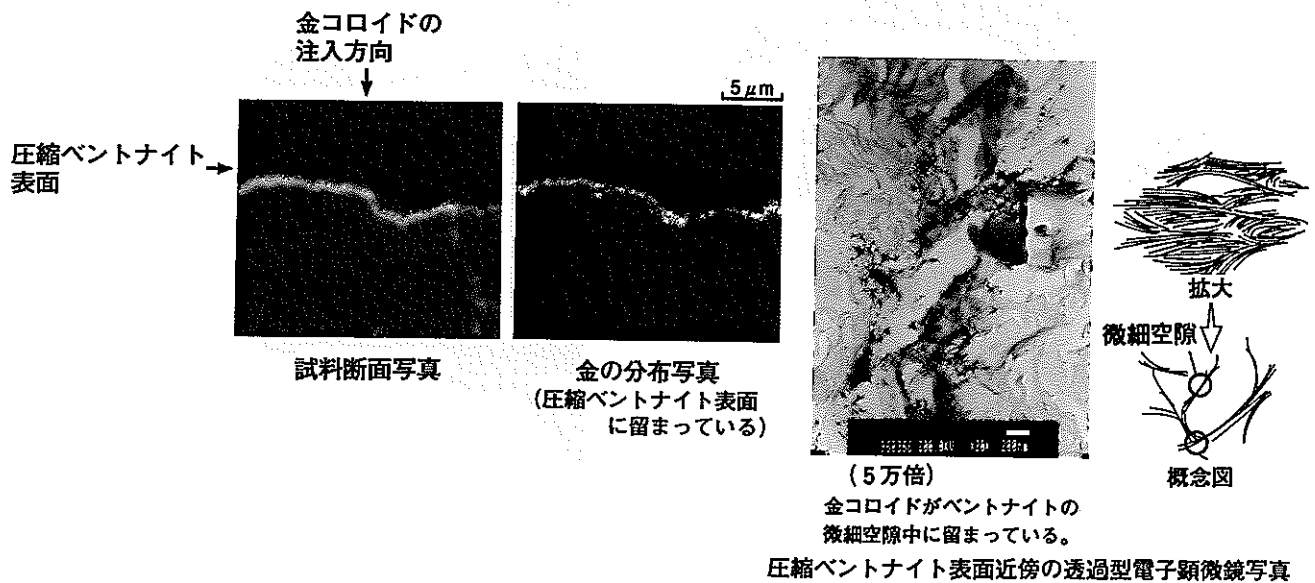 金コロイドの
注入方向
5μm
圧縮ベントナイト
表面
試料断面写真
金の分布写真
(圧縮ベントナイト表面
に留まっている)
拡大
微細空隙
概念図
200nm
(5万倍)
金コロイドがベントナイトの
微細空隙中に留まっている。
圧縮ベントナイト表面近傍の透過型電子顕微鏡写真